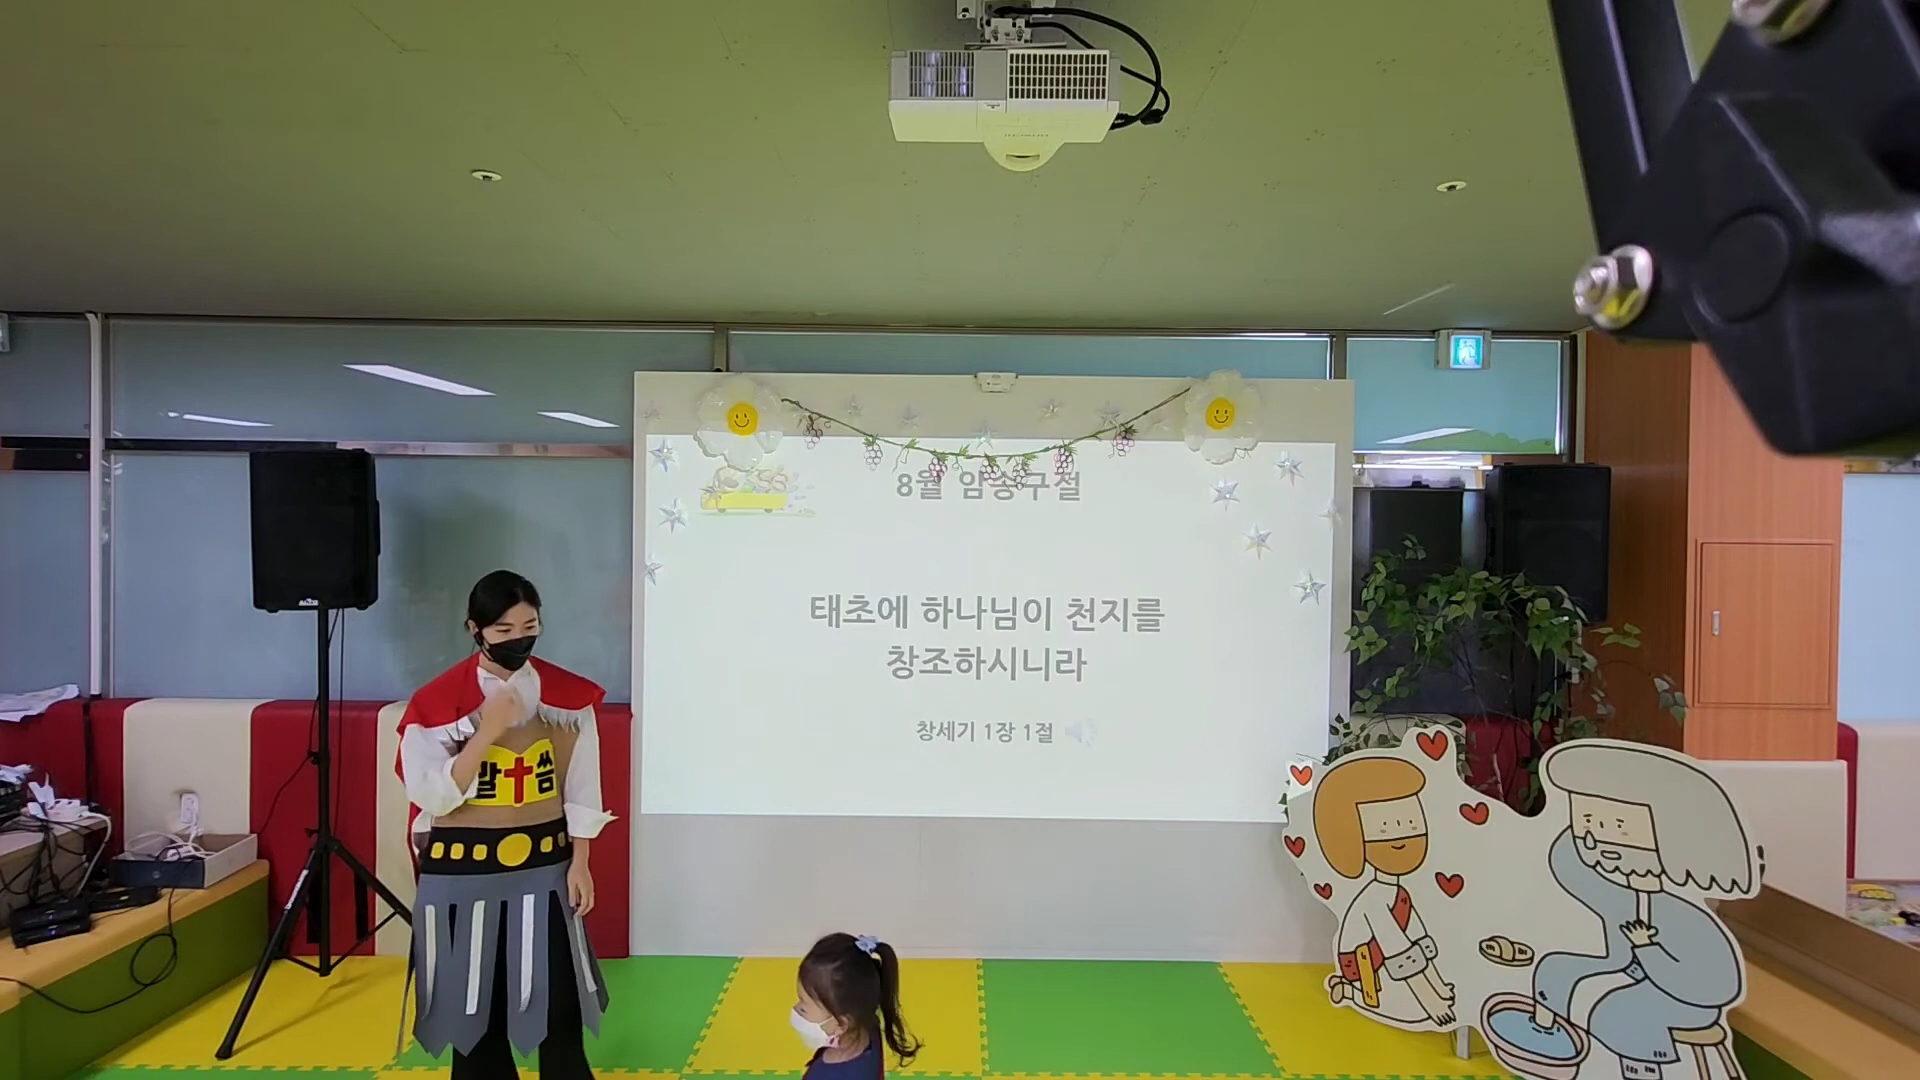 8월 암송구절
태초에 하나님이 천지를
창조하시니라
창세기 1장 1절
말씀